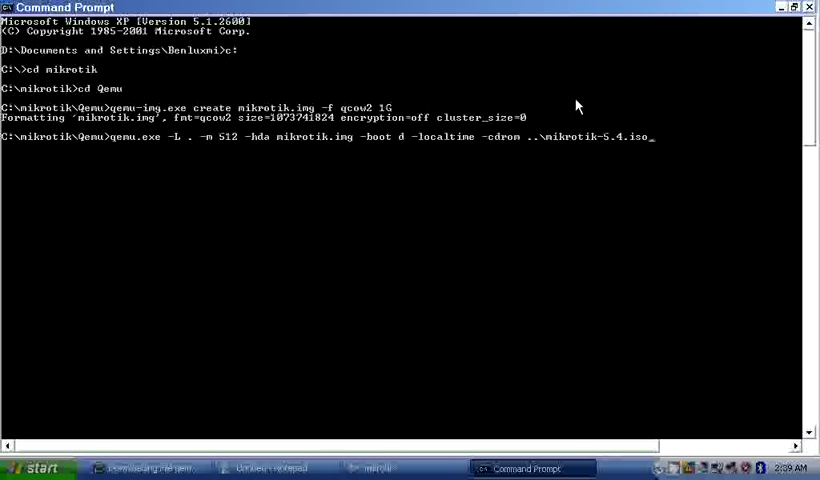 Command Prompt
Microsoft Windows XP [Version 5.1.2600]
(C) Copyright 1985-2001 Microsoft Corp.
D:\Documents and Settings\Benluxmi>c:
C:\>cd mikrotik
C:\mikrotik>cd Qemu
C:\mikrotik\Qemu>qemu-img.exe create mikrotik.img -f qcow2 1G
Formatting 'mikrotik.img', fmt=qcow2 size=1073741824 encryption=off cluster_size=0
C:\mikrotik\Qemu>qemu.exe -L . -m 512 -hda mikrotik.img -boot d -localtime -cdrom ..\mikrotik-5.4.iso_
start
Untitled - Notepad
mikrotik
Command Prompt
2:39 AM